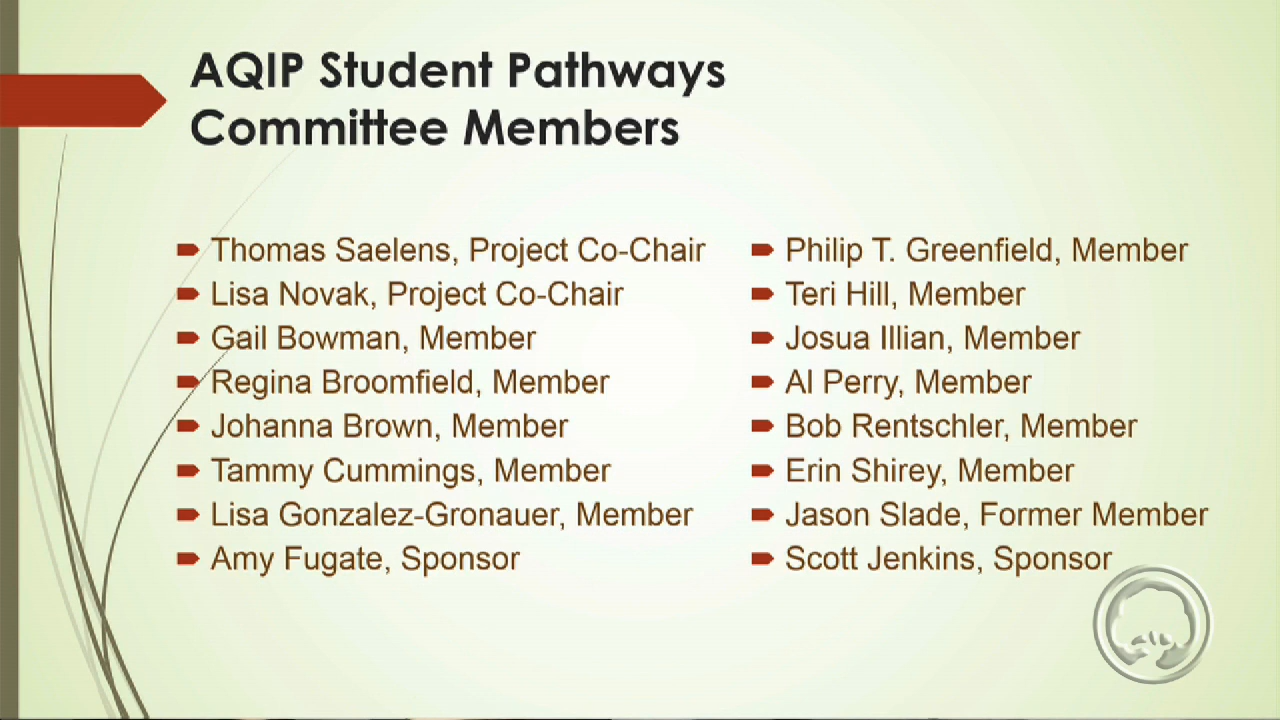 AQIP Student Pathways
Committee Members
Thomas Saelens, Project Co-Chair
Lisa Novak, Project Co-Chair
Gail Bowman, Member
Regina Broomfield, Member
Johanna Brown, Member
Tammy Cummings, Member
Lisa Gonzalez-Gronauer, Member
Amy Fugate, Sponsor
Philip T. Greenfield, Member
Teri Hill, Member
Josua Illian, Member
Al Perry, Member
Bob Rentschler, Member
Erin Shirey, Member
Jason Slade, Former Member
Scott Jenkins, Sponsor